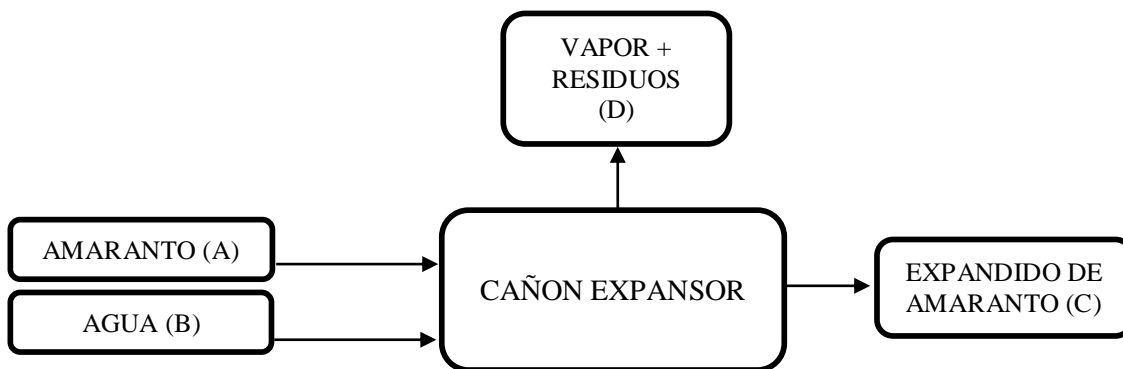 VAPOR +
RESIDUOS
(D)
AMARANTO (A)
AGUA (B)
CAÑON EXPANSOR
EXPANDIDO DE
AMARANTO (C)